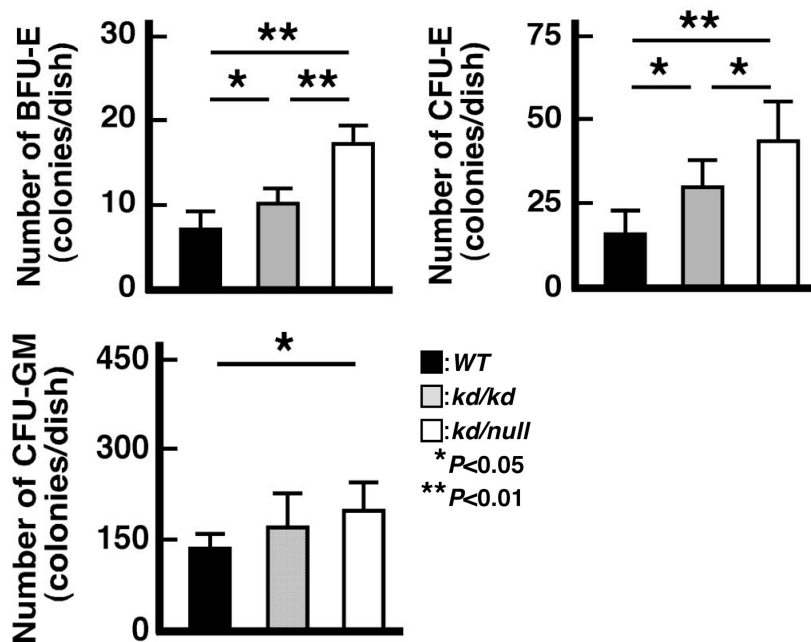 Number of BFU-E
(colonies/dish)
30
20
10
0
**
*
**
Number of CFU-E
(colonies/dish)
75
50
25
0
**
*
*
Number of CFU-GM
(colonies/dish)
450
300
150
0
*
:WT
:kd/kd
:kd/null
*P<0.05
**P<0.01